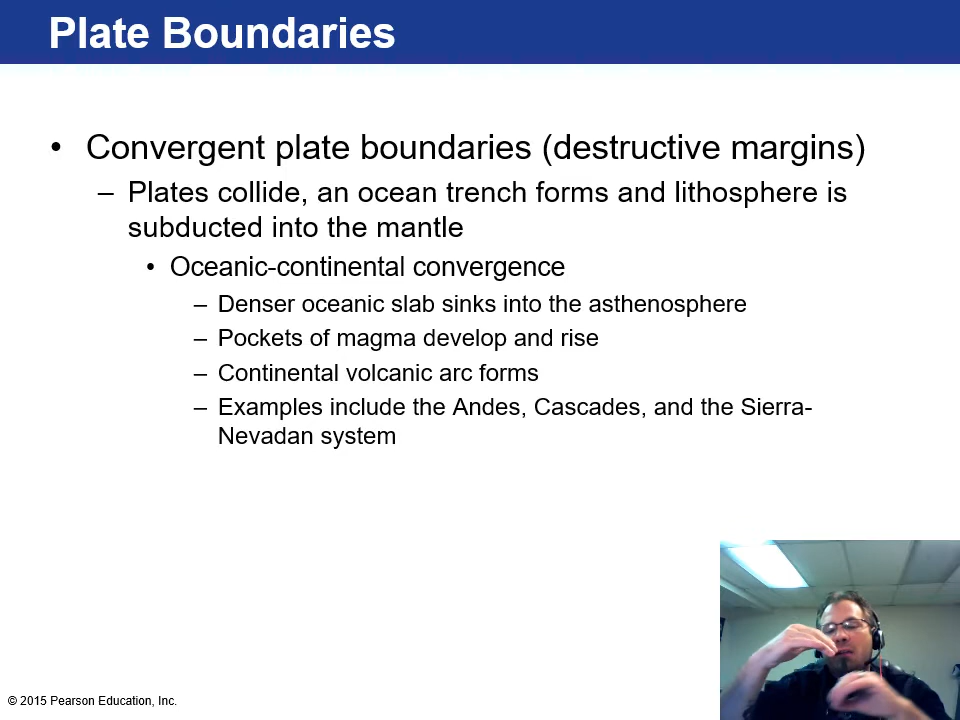 Plate Boundaries
• Convergent plate boundaries (destructive margins)
– Plates collide, an ocean trench forms and lithosphere is
subducted into the mantle
• Oceanic-continental convergence
– Denser oceanic slab sinks into the asthenosphere
– Pockets of magma develop and rise
– Continental volcanic arc forms
– Examples include the Andes, Cascades, and the Sierra-
Nevadan system
© 2015 Pearson Education, Inc.